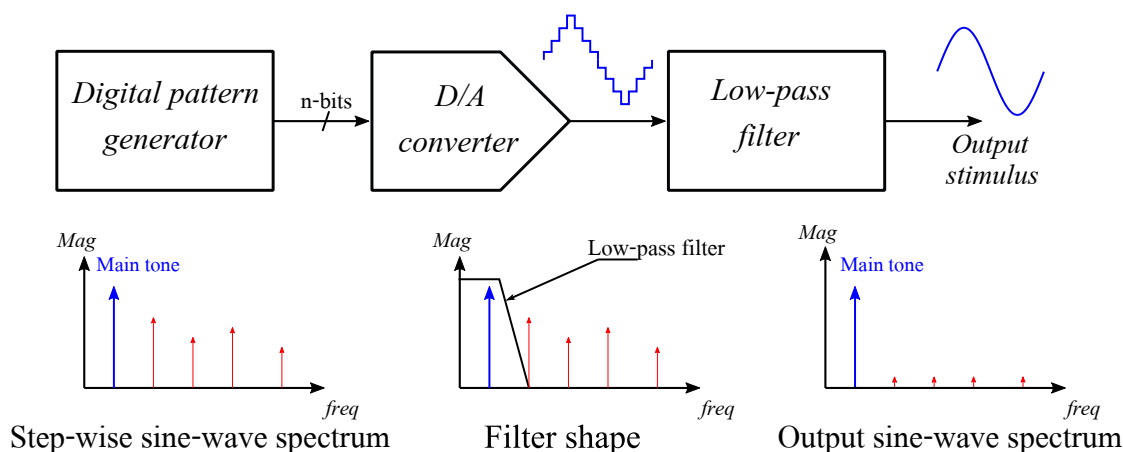 Digital pattern
generator
n-bits
D/A
converter
Low-pass
filter
Output
stimulus
Mag
Main tone
freq
Step-wise sine-wave spectrum
Mag
Low-pass filter
freq
Filter shape
Mag
Main tone
freq
Output sine-wave spectrum